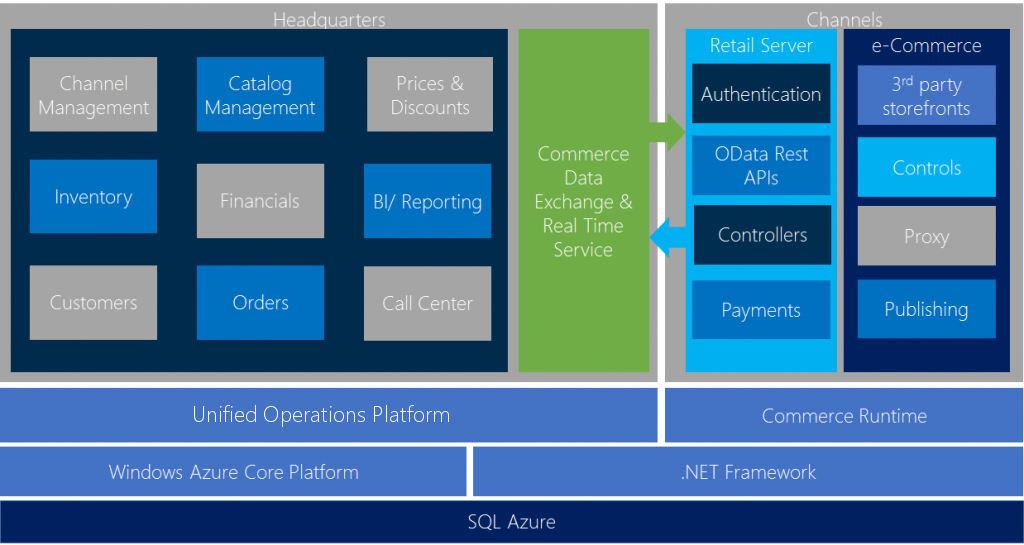 Headquarters
Channel
Management
Catalog
Management
Prices &
Discounts
Inventory
Financials
BI/ Reporting
Customers
Orders
Call Center
Commerce
Data
Exchange &
Real Time
Service
Channels
Retail Server
Authentication
OData Rest
APIs
Controllers
Payments
e-Commerce
3rd party
storefronts
Controls
Proxy
Publishing
Unified Operations Platform
Commerce Runtime
Windows Azure Core Platform
.NET Framework
SQL Azure